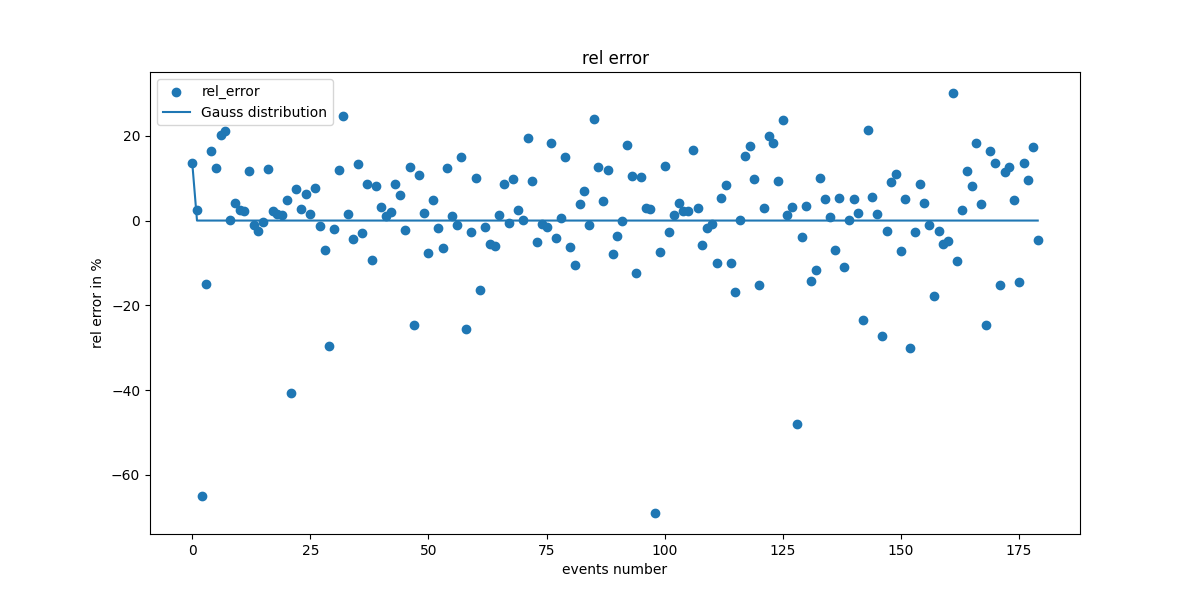 rel error
rel_error
Gauss distribution
rel error in %
20
0
−20
−40
−60
0 25 50 75 100 125 150 175
events number